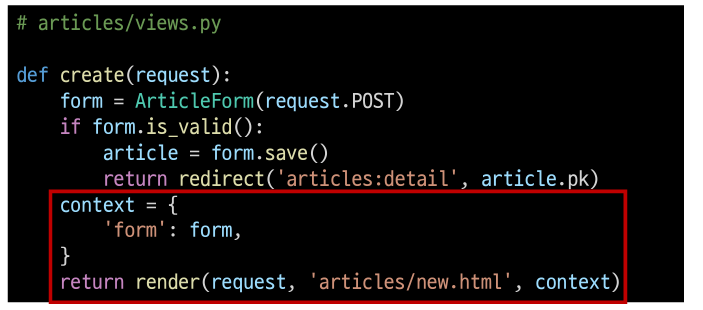 # articles/views.py
def create(request):
    form = ArticleForm(request.POST)
    if form.is_valid():
        article = form.save()
        return redirect('articles:detail', article.pk)
    context = {
        'form': form,
    }
    return render(request, 'articles/new.html', context)